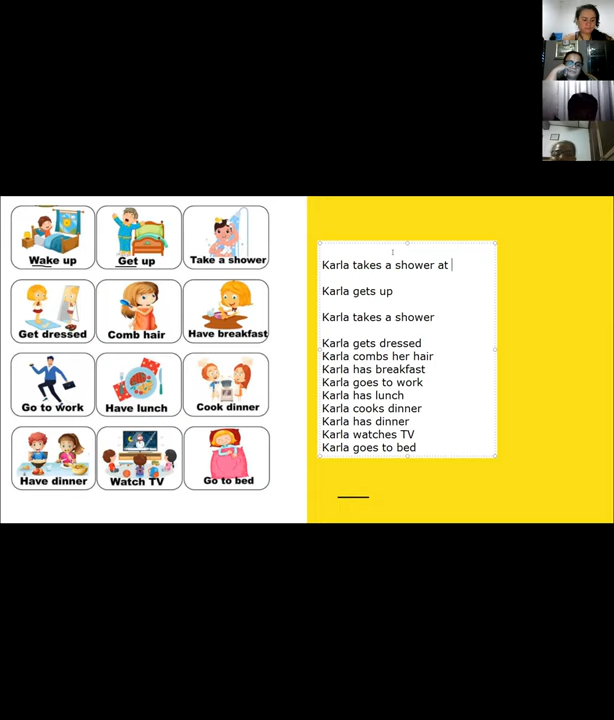 Wake up
Get up
Take a shower
Get dressed
Comb hair
Have breakfast
Go to work
Have lunch
Cook dinner
Have dinner
Watch TV
Go to bed
Karla takes a shower at
Karla gets up
Karla takes a shower
Karla gets dressed
Karla combs her hair
Karla has breakfast
Karla goes to work
Karla has lunch
Karla cooks dinner
Karla has dinner
Karla watches TV
Karla goes to bed